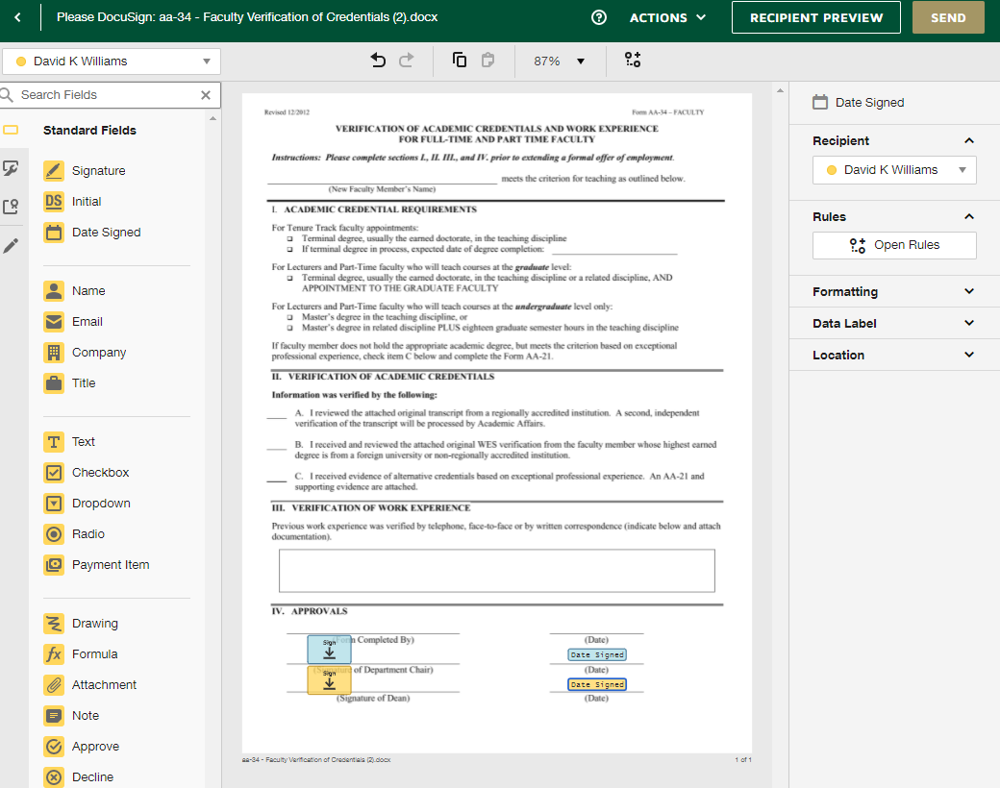 Please DocuSign: aa-34 - Faculty Verification of Credentials (2).docx
ACTIONS
RECIPIENT PREVIEW
SEND
David K Williams
87%
Search Fields
Standard Fields
Signature
DS Initial
Date Signed
Name
Email
Company
Title
T Text
Checkbox
Dropdown
Radio
Payment Item
Drawing
fx Formula
Attachment
Note
Approve
Decline
Revised 12/2012
Form AA-34 – FACULTY
VERIFICATION OF ACADEMIC CREDENTIALS AND WORK EXPERIENCE
FOR FULL-TIME AND PART TIME FACULTY
Instructions: Please complete sections I., II. III., and IV. prior to extending a formal offer of employment.
meets the criterion for teaching as outlined below.
(New Faculty Member's Name)
I. ACADEMIC CREDENTIAL REQUIREMENTS
For Tenure Track faculty appointments:
Terminal degree, usually the earned doctorate, in the teaching discipline
If terminal degree in process, expected date of degree completion:
For Lecturers and Part-Time faculty who will teach courses at the graduate level:
Terminal degree, usually the earned doctorate, in the teaching discipline or a related discipline, AND
APPOINTMENT TO THE GRADUATE FACULTY
For Lecturers and Part-Time faculty who will teach courses at the undergraduate level only:
Master's degree in the teaching discipline, or
Master's degree in related discipline PLUS eighteen graduate semester hours in the teaching discipline
If faculty member does not hold the appropriate academic degree, but meets the criterion based on exceptional
professional experience, check item C below and complete the Form AA-21.
II. VERIFICATION OF ACADEMIC CREDENTIALS
Information was verified by the following:
A. I reviewed the attached original transcript from a regionally accredited institution. A second, independent
verification of the transcript will be processed by Academic Affairs.
B. I received and reviewed the attached original WES verification from the faculty member whose highest earned
degree is from a foreign university or non-regionally accredited institution.
C. I received evidence of alternative credentials based on exceptional professional experience. An AA-21 and
supporting evidence are attached.
III. VERIFICATION OF WORK EXPERIENCE
Previous work experience was verified by telephone, face-to-face or by written correspondence (indicate below and attach
documentation).
IV. APPROVALS
(Form Completed By)
(Date)
Sign
Date Signed
(Signature of Department Chair)
(Date)
Sign
Date Signed
(Signature of Dean)
(Date)
aa-34 - Faculty Verification of Credentials (2).docx
1 of 1
Date Signed
Recipient
David K Williams
Rules
Open Rules
Formatting
Data Label
Location